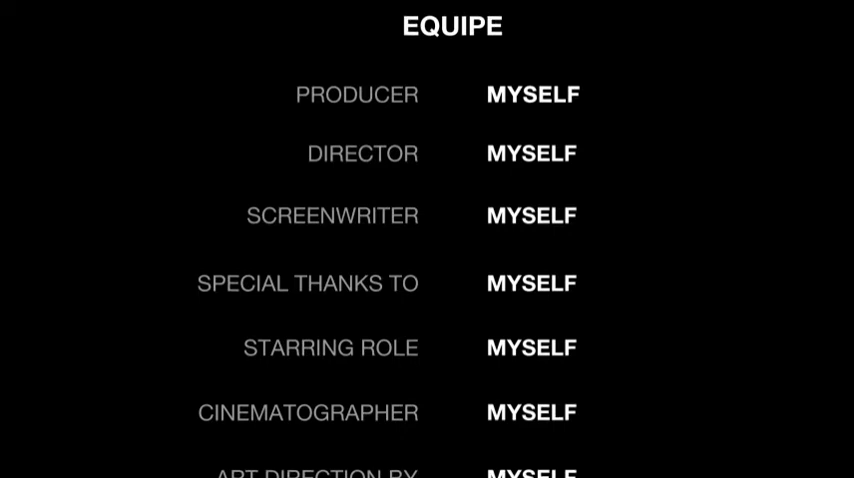 EQUIPE
PRODUCER MYSELF
DIRECTOR MYSELF
SCREENWRITER MYSELF
SPECIAL THANKS TO MYSELF
STARRING ROLE MYSELF
CINEMATOGRAPHER MYSELF
ART DIRECTION BY MYSELF